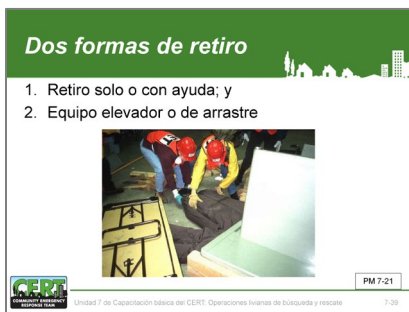 Dos formas de retiro
1. Retiro solo o con ayuda; y
2. Equipo elevador o de arrastre
PM 7-21
CERT
COMMUNITY EMERGENCY
RESPONSE TEAM
Unidad 7 de Capacitación básica del CERT: Operaciones livianas de búsqueda y rescate
7-39